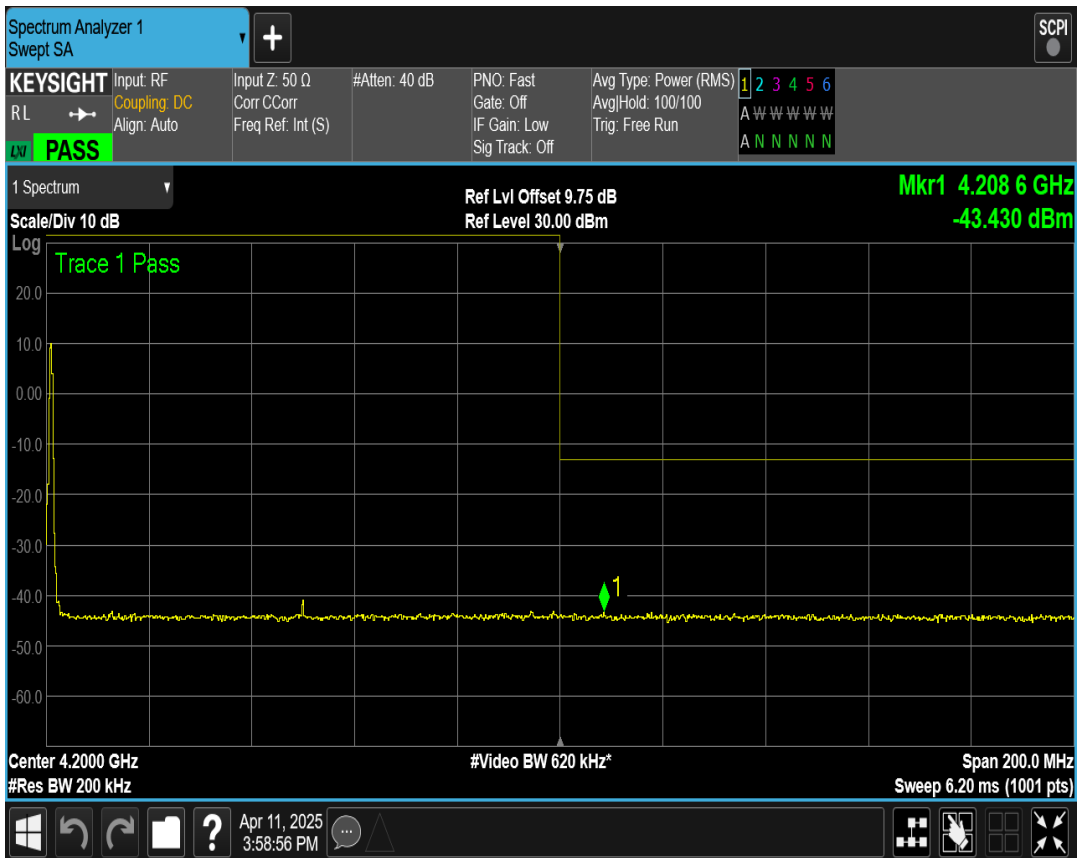 Spectrum Analyzer 1
Swept SA
+
SCPI
KEYSIGHT
R L
LXI PASS
Input: RF
Coupling: DC
Align: Auto
Input Z: 50 Ω
Corr CCorr
Freq Ref: Int (S)
#Atten: 40 dB
PNO: Fast
Gate: Off
IF Gain: Low
Sig Track: Off
Avg Type: Power (RMS)
Avg|Hold: 100/100
Trig: Free Run
1 2 3 4 5 6
A W W W W W
A N N N N N
1 Spectrum
Scale/Div 10 dB
Ref Lvl Offset 9.75 dB
Ref Level 30.00 dBm
Mkr1 4.208 6 GHz
-43.430 dBm
Log
Trace 1 Pass
20.0
10.0
0.00
-10.0
-20.0
-30.0
-40.0
-50.0
-60.0
1
Center 4.2000 GHz
#Res BW 200 kHz
#Video BW 620 kHz*
Span 200.0 MHz
Sweep 6.20 ms (1001 pts)
?
Apr 11, 2025
3:58:56 PM